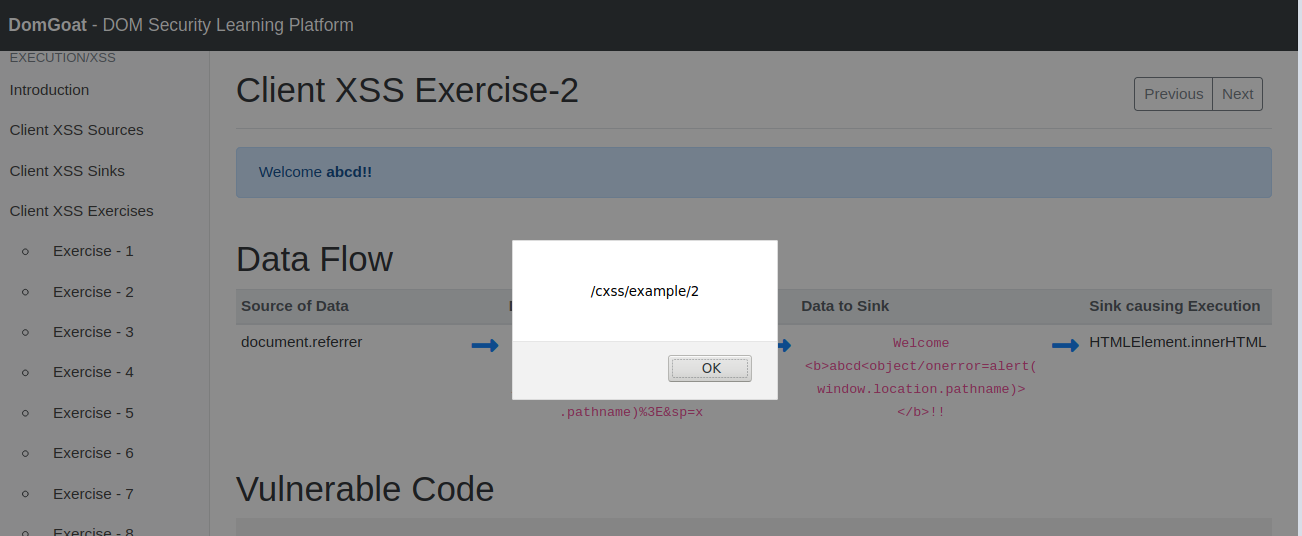 DomGoat - DOM Security Learning Platform
EXECUTION/XSS
Introduction
Client XSS Sources
Client XSS Sinks
Client XSS Exercises
Exercise - 1
Exercise - 2
Exercise - 3
Exercise - 4
Exercise - 5
Exercise - 6
Exercise - 7
Exercise - 8
Client XSS Exercise-2
Previous Next
Welcome abcd!!
Data Flow
Source of Data Data to Sink Sink causing Execution
document.referrer
.pathname)%3E&sp=x
Welcome
<b>abcd<object/onerror=alert(
window.location.pathname)>
</b>!!
HTMLElement.innerHTML
/cxss/example/2
OK
Vulnerable Code